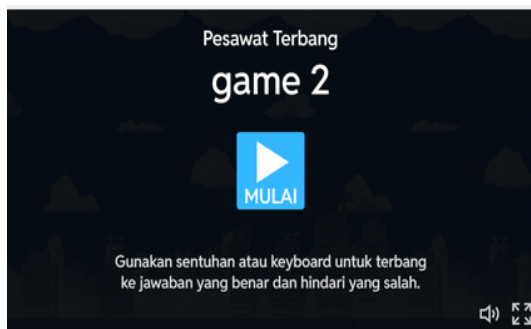 Pesawat Terbang
game 2
MULAI
Gunakan sentuhan atau keyboard untuk terbang
ke jawaban yang benar dan hindari yang salah.